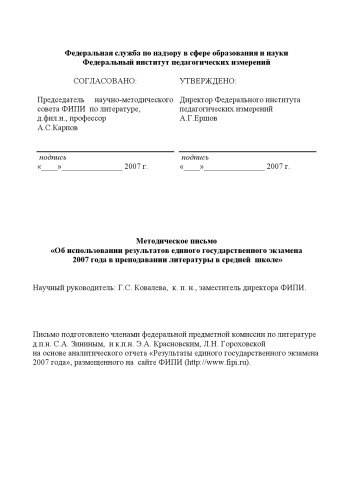 Федеральная служба по надзору в сфере образования и науки
Федеральный институт педагогических измерений
СОГЛАСОВАНО: УТВЕРЖДЕНО:
Председатель научно-методического
совета ФИПИ по литературе,
д.фил.н., профессор
А.С.Карпов
Директор Федерального института
педагогических измерений
А.Г.Ершов
подпись подпись
«____»________________ 2007 г. «____»________________ 2007 г.
Методическое письмо
«Об использовании результатов единого государственного экзамена
2007 года в преподавании литературы в средней школе»
Научный руководитель: Г.С. Ковалева, к. п. н., заместитель директора ФИПИ.
Письмо подготовлено членами федеральной предметной комиссии по литературе
д.п.н. С.А. Зининым, и к.п.н. Э.А. Красновским, Л.Н. Гороховской
на основе аналитического отчета «Результаты единого государственного экзамена
2007 года», размещенного на сайте ФИПИ (http://www.fipi.ru).